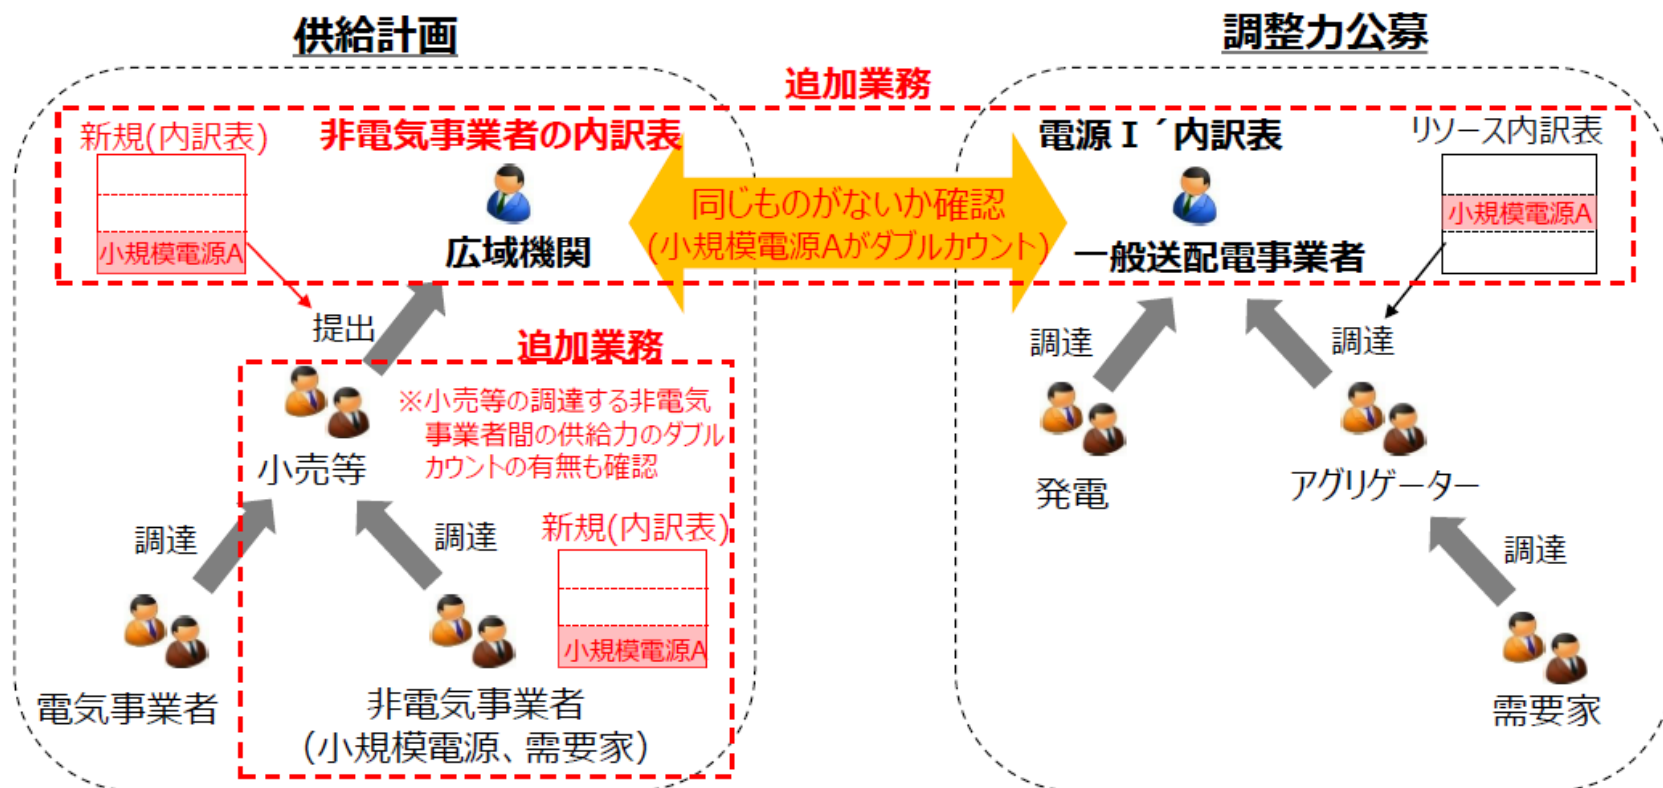 供給計画
調整力公募
追加業務
新規(内訳表)
非電気事業者の内訳表
小規模電源A
広域機関
同じものがないか確認
(小規模電源Aがダブルカウント)
電源Ⅰ´内訳表
一般送配電事業者
リソース内訳表
小規模電源A
提出
追加業務
※小売等の調達する非電気
事業者間の供給力のダブル
カウントの有無も確認
小売等
調達
調達
新規(内訳表)
小規模電源A
電気事業者
非電気事業者
(小規模電源、需要家)
調達
調達
発電
アグリゲーター
調達
需要家